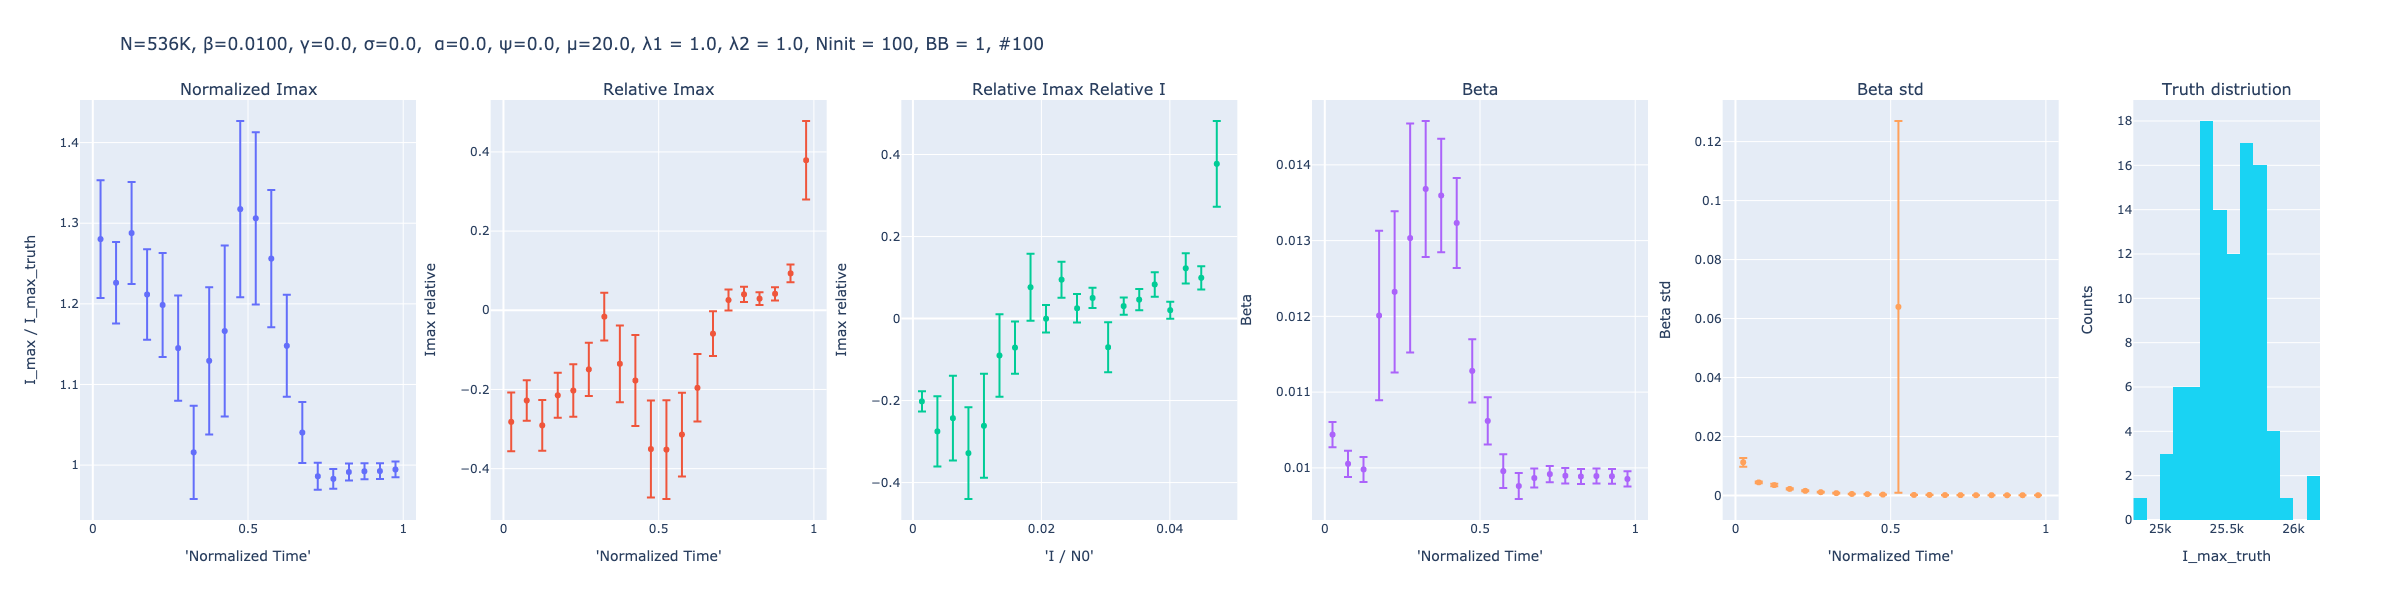 N=536K, β=0.0100, γ=0.0, σ=0.0,  α=0.0, ψ=0.0, μ=20.0, λ1 = 1.0, λ2 = 1.0, Ninit = 100, BB = 1, #100
Normalized Imax
I_max / I_max_truth
1.4
1.3
1.2
1.1
1
0 0.5 1
'Normalized Time'
Relative Imax
Imax relative
0.4
0.2
0
−0.2
−0.4
0 0.5 1
'Normalized Time'
Relative Imax Relative I
Imax relative
0.4
0.2
0
−0.2
−0.4
0 0.02 0.04
'I / N0'
Beta
Beta
0.014
0.013
0.012
0.011
0.01
0 0.5 1
'Normalized Time'
Beta std
Beta std
0.12
0.1
0.08
0.06
0.04
0.02
0
0 0.5 1
'Normalized Time'
Truth distriution
Counts
18
16
14
12
10
8
6
4
2
0
25k 25.5k 26k
I_max_truth